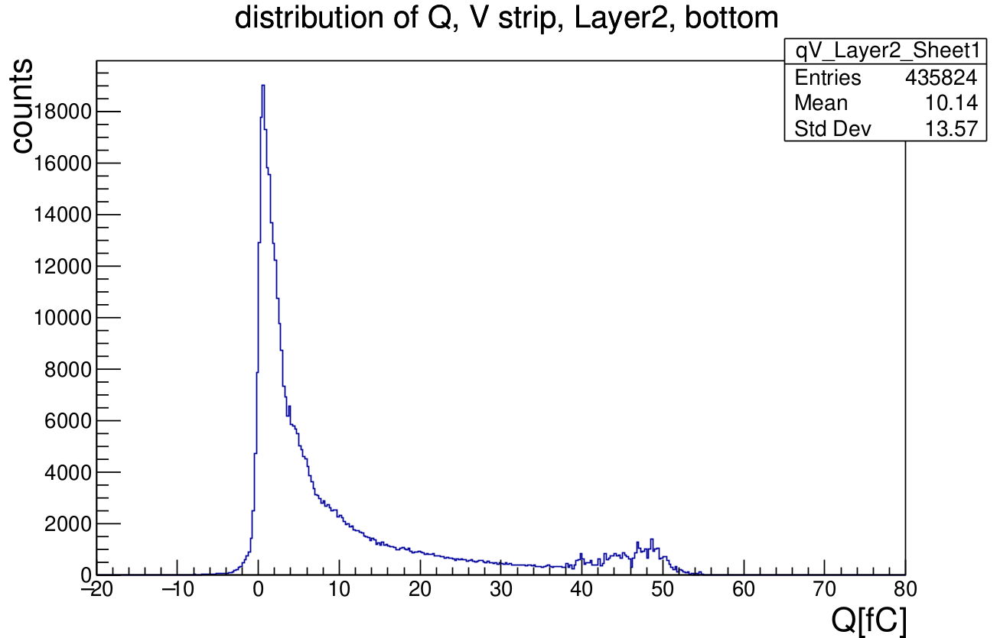 distribution of Q, V strip, Layer2, bottom
qV_Layer2_Sheet1
Entries 435824
Mean 10.14
Std Dev 13.57
counts
18000
16000
14000
12000
10000
8000
6000
4000
2000
0
−20 −10 0 10 20 30 40 50 60 70 80
Q[fC]